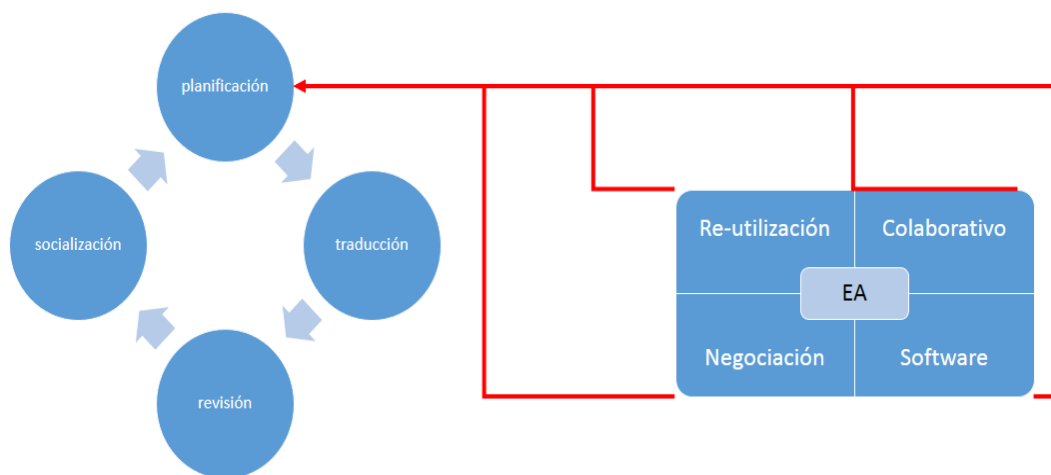 planificación
socialización
traducción
revisión
Re-utilización
Colaborativo
EA
Negociación
Software